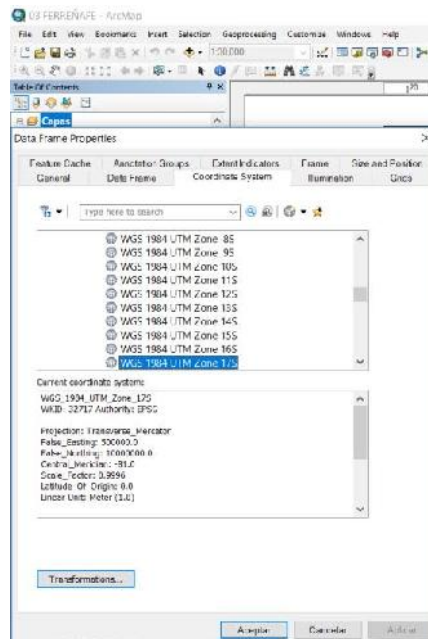 03 FERREÑAFE - ArcMap
File Edit View Bookmarks Insert Selection Geoprocessing Customize Windows Help
Table Of Contents
Capas
Data Frame Properties
Feature Cache Annotation Groups Extent Indicators Frame Size and Position
General Data Frame Coordinate System Illumination Grids
Type here to search
WGS 1984 UTM Zone 8S
WGS 1984 UTM Zone 9S
WGS 1984 UTM Zone 10S
WGS 1984 UTM Zone 11S
WGS 1984 UTM Zone 12S
WGS 1984 UTM Zone 13S
WGS 1984 UTM Zone 14S
WGS 1984 UTM Zone 15S
WGS 1984 UTM Zone 16S
WGS 1984 UTM Zone 17S
Current coordinate system:
WGS_1984_UTM_Zone_17S
WKID: 32717 Authority: EPSG
Projection: Transverse_Mercator
False_Easting: 500000.0
False_Northing: 10000000.0
Central_Meridian: -81.0
Scale_Factor: 0.9996
Latitude_Of_Origin: 0.0
Linear Unit: Meter (1.0)
Transformations...
Aceptar Cancelar Aplicar